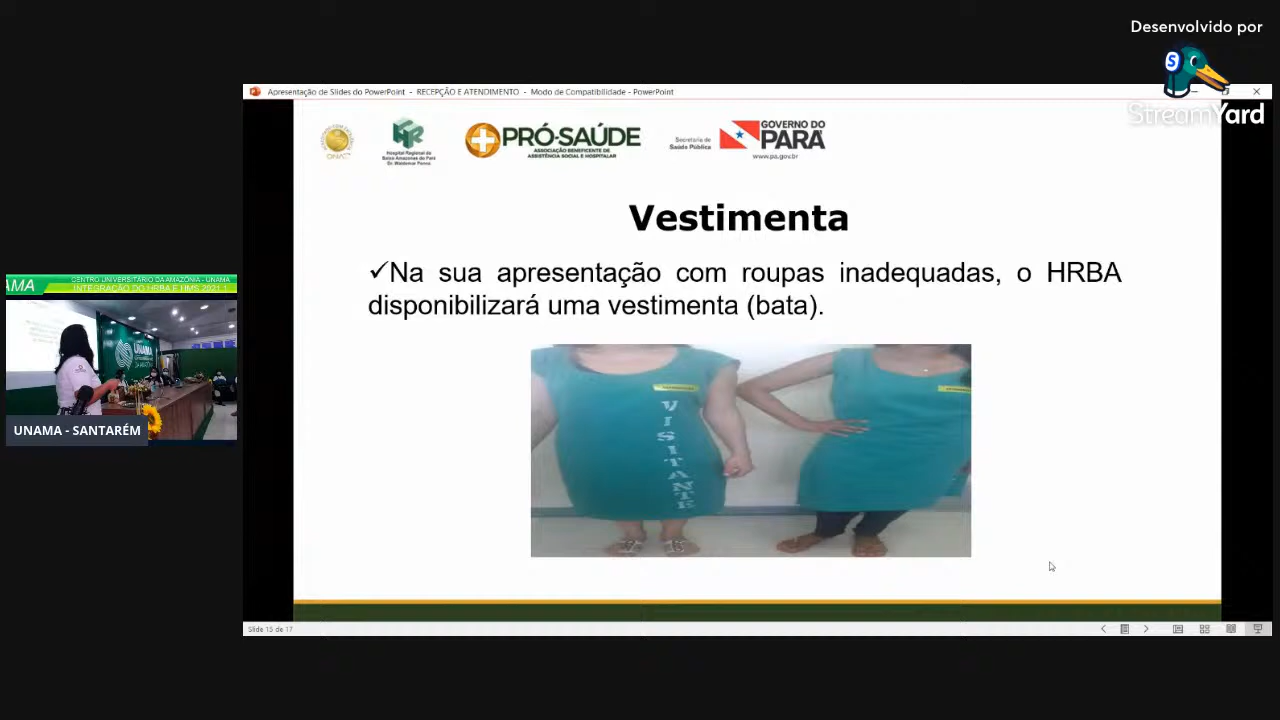 Desenvolvido por
StreamYard
Apresentação de Slides do PowerPoint - RECEPÇÃO E ATENDIMENTO - Modo de Compatibilidade - PowerPoint
Hospital Regional do
Baixo Amazonas do Pará
Dr. Waldemar Penna
PRÓ-SAÚDE
ASSOCIAÇÃO BENEFICENTE DE
ASSISTÊNCIA SOCIAL E HOSPITALAR
Secretaria de
Saúde Pública
GOVERNO DO
PARÁ
www.pa.gov.br
Vestimenta
✓Na sua apresentação com roupas inadequadas, o HRBA
disponibilizará uma vestimenta (bata).
VISITANTE
AMA
CENTRO UNIVERSITÁRIO DA AMAZÔNIA - UNAMA
INTEGRAÇÃO DO HRBA E HMS 2021.1
UNAMA
UNAMA - SANTARÉM
Slide 15 de 17